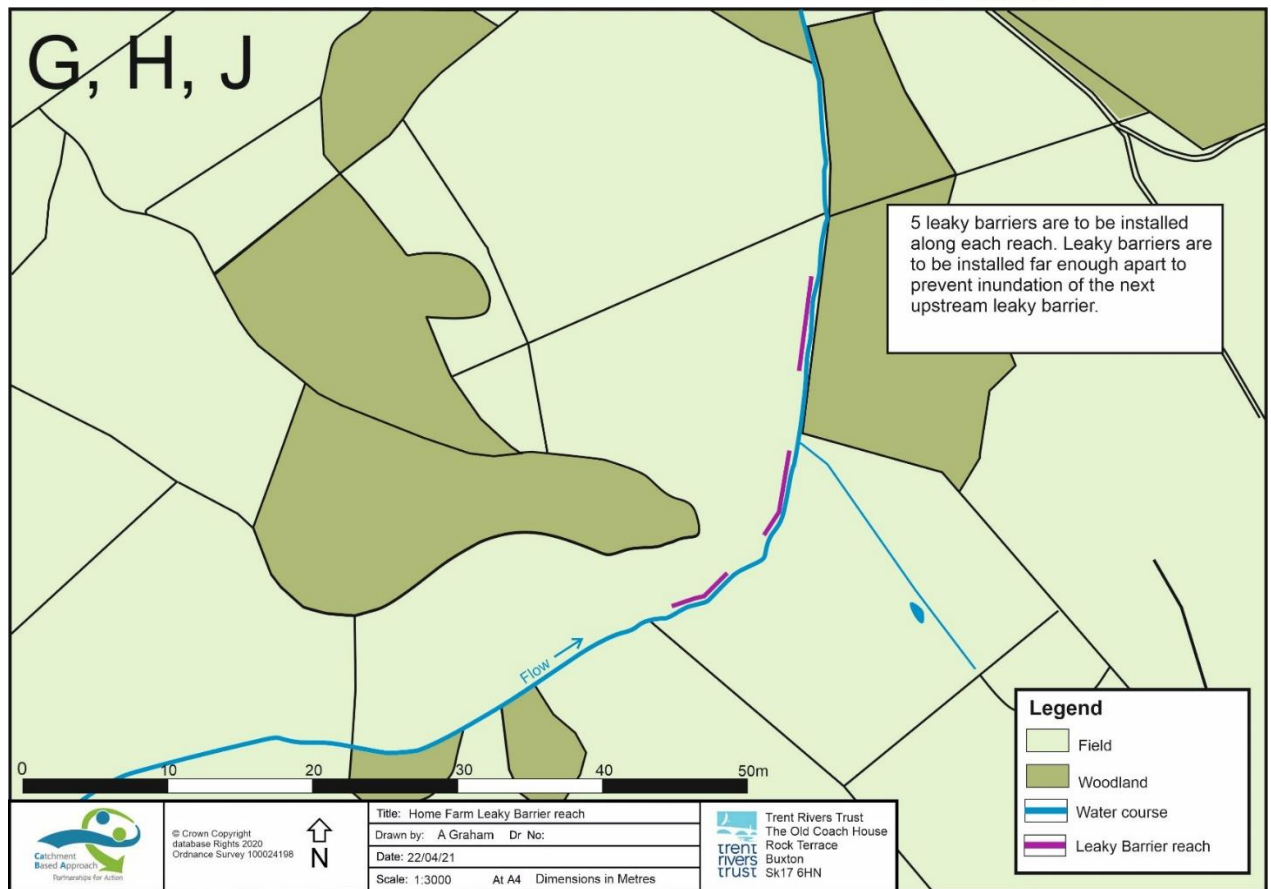 G, H, J
5 leaky barriers are to be installed
along each reach. Leaky barriers are
to be installed far enough apart to
prevent inundation of the next
upstream leaky barrier.
Flow
0 10 20 30 40 50m
Legend
Field
Woodland
Water course
Leaky Barrier reach
Catchment
Based Approach
Partnerships for Action
© Crown Copyright
database Rights 2020
Ordnance Survey 100024198
N
Title: Home Farm Leaky Barrier reach
Drawn by: A Graham Dr No:
Date: 22/04/21
Scale: 1:3000 At A4 Dimensions in Metres
trent
rivers
trust
Trent Rivers Trust
The Old Coach House
Rock Terrace
Buxton
Sk17 6HN